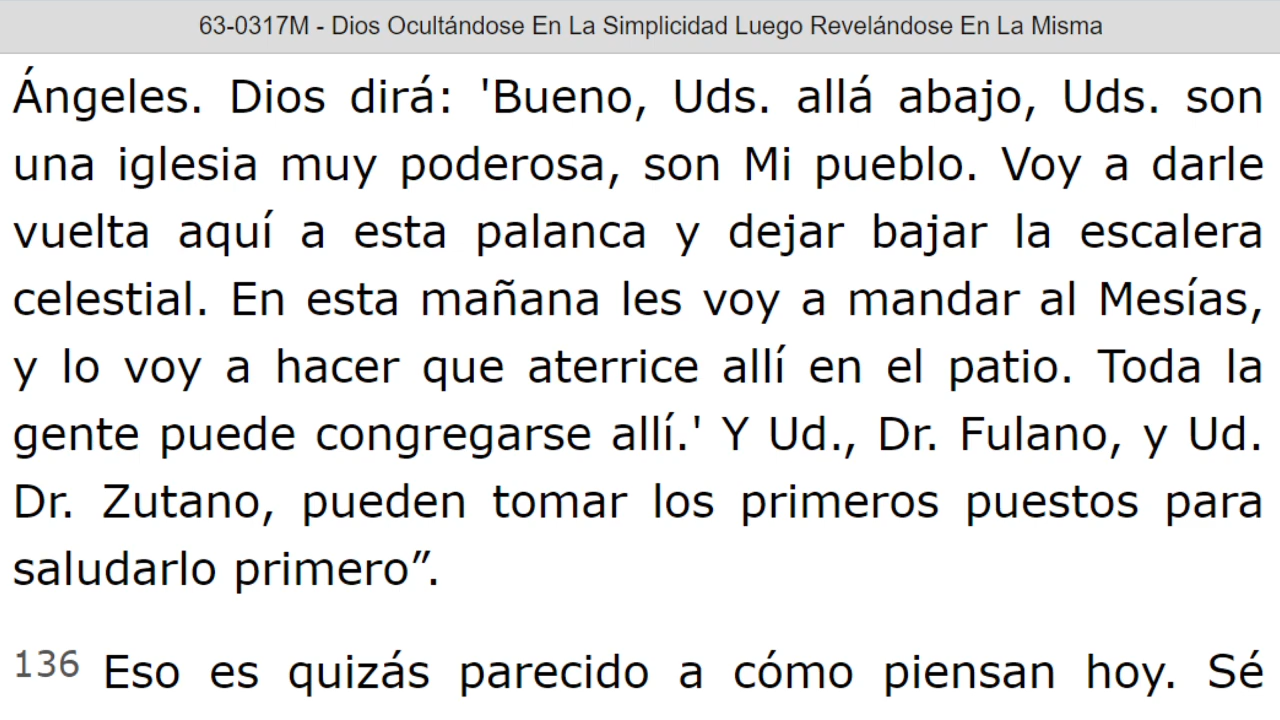 63-0317M - Dios Ocultándose En La Simplicidad Luego Revelándose En La Misma
Ángeles. Dios dirá: 'Bueno, Uds. allá abajo, Uds. son
una iglesia muy poderosa, son Mi pueblo. Voy a darle
vuelta aquí a esta palanca y dejar bajar la escalera
celestial. En esta mañana les voy a mandar al Mesías,
y lo voy a hacer que aterrice allí en el patio. Toda la
gente puede congregarse allí.' Y Ud., Dr. Fulano, y Ud.
Dr. Zutano, pueden tomar los primeros puestos para
saludarlo primero”.
136 Eso es quizás parecido a cómo piensan hoy. Sé